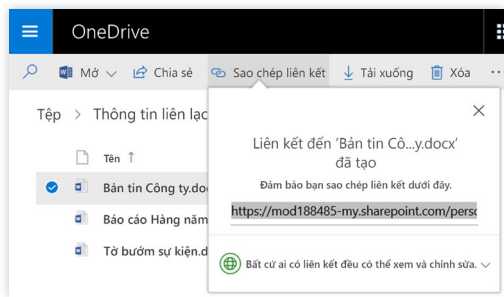 OneDrive
Mở Chia sẻ Sao chép liên kết Tải xuống Xóa ...
Tệp > Thông tin liên lạc
Liên kết đến 'Bản tin Cô...y.docx'
đã tạo
Đảm bảo bạn sao chép liên kết dưới đây.
https://mod188485-my.sharepoint.com/perso
Bất cứ ai có liên kết đều có thể xem và chỉnh sửa.
Tên ↑
Bản tin Công ty.do
Báo cáo Hàng năm
Tờ bướm sự kiện.d